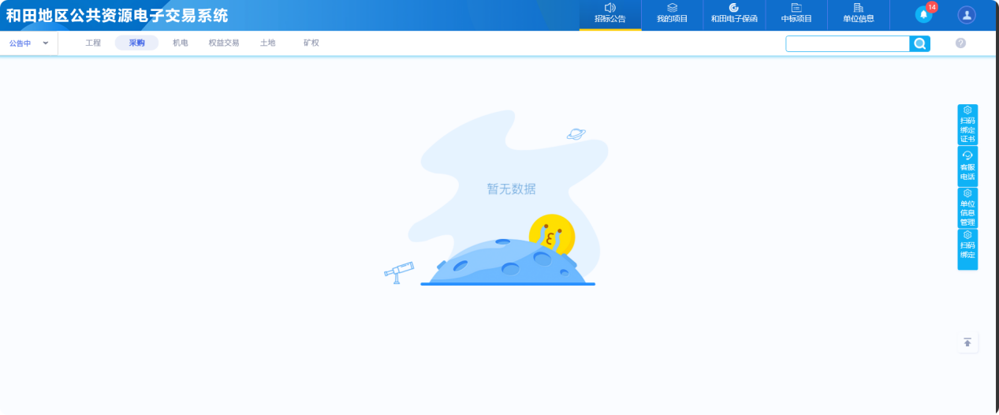 和田地区公共资源电子交易系统
招标公告
我的项目
和田电子保函
中标项目
单位信息
14
公告中
工程
采购
机电
权益交易
土地
矿权
暂无数据
扫码
绑定
证书
客服
电话
单位
信息
管理
扫码
绑定